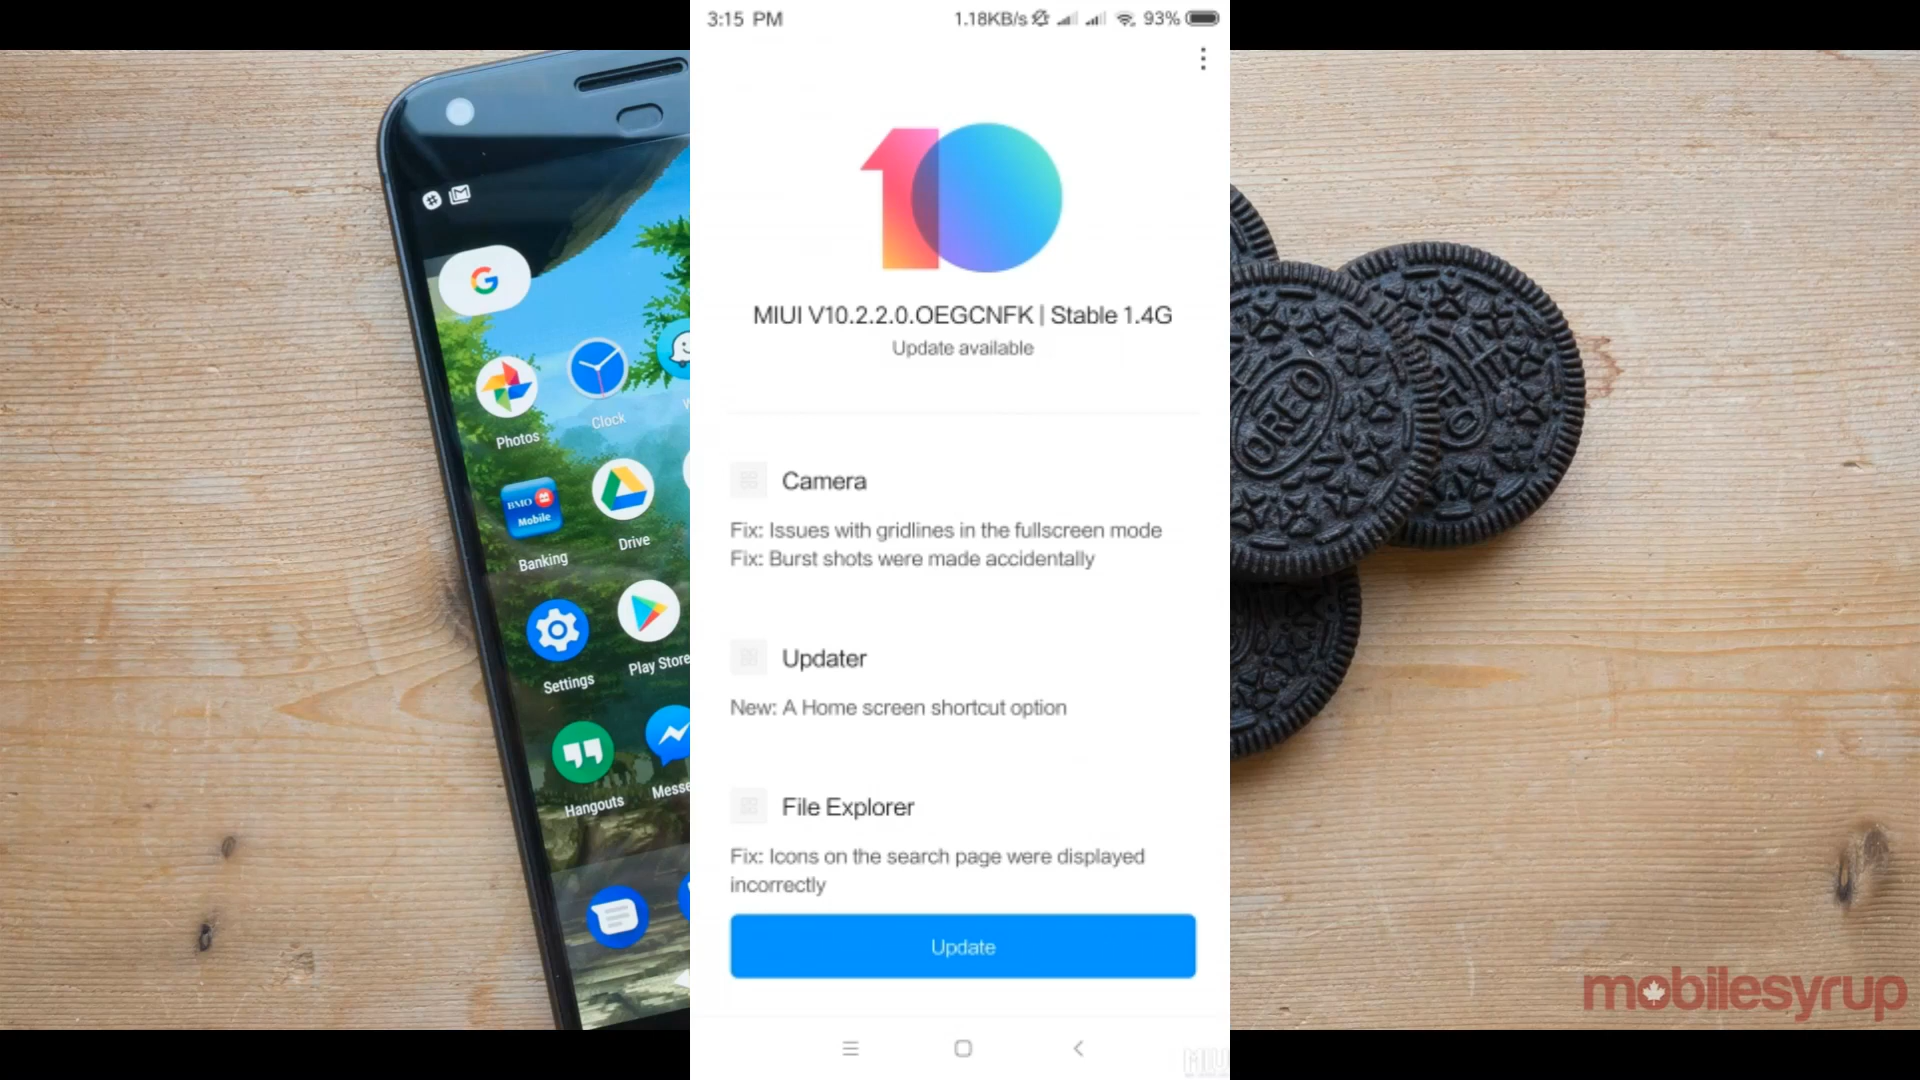 3:15 PM
1.18KB/s
93%
10
MIUI V10.2.2.0.OEGCNFK | Stable 1.4G
Update available
Camera
Fix: Issues with gridlines in the fullscreen mode
Fix: Burst shots were made accidentally
Updater
New: A Home screen shortcut option
File Explorer
Fix: Icons on the search page were displayed
incorrectly
Update
G
Photos
Clock
BMO
Mobile
Banking
Drive
Settings
Play Store
Hangouts
Messe
OREO
mobilesyrup